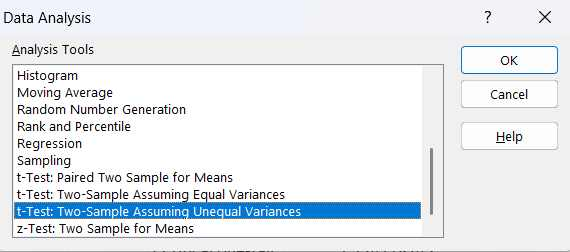 Data Analysis
? ×
Analysis Tools
Histogram
Moving Average
Random Number Generation
Rank and Percentile
Regression
Sampling
t-Test: Paired Two Sample for Means
t-Test: Two-Sample Assuming Equal Variances
t-Test: Two-Sample Assuming Unequal Variances
z-Test: Two Sample for Means
OK
Cancel
Help